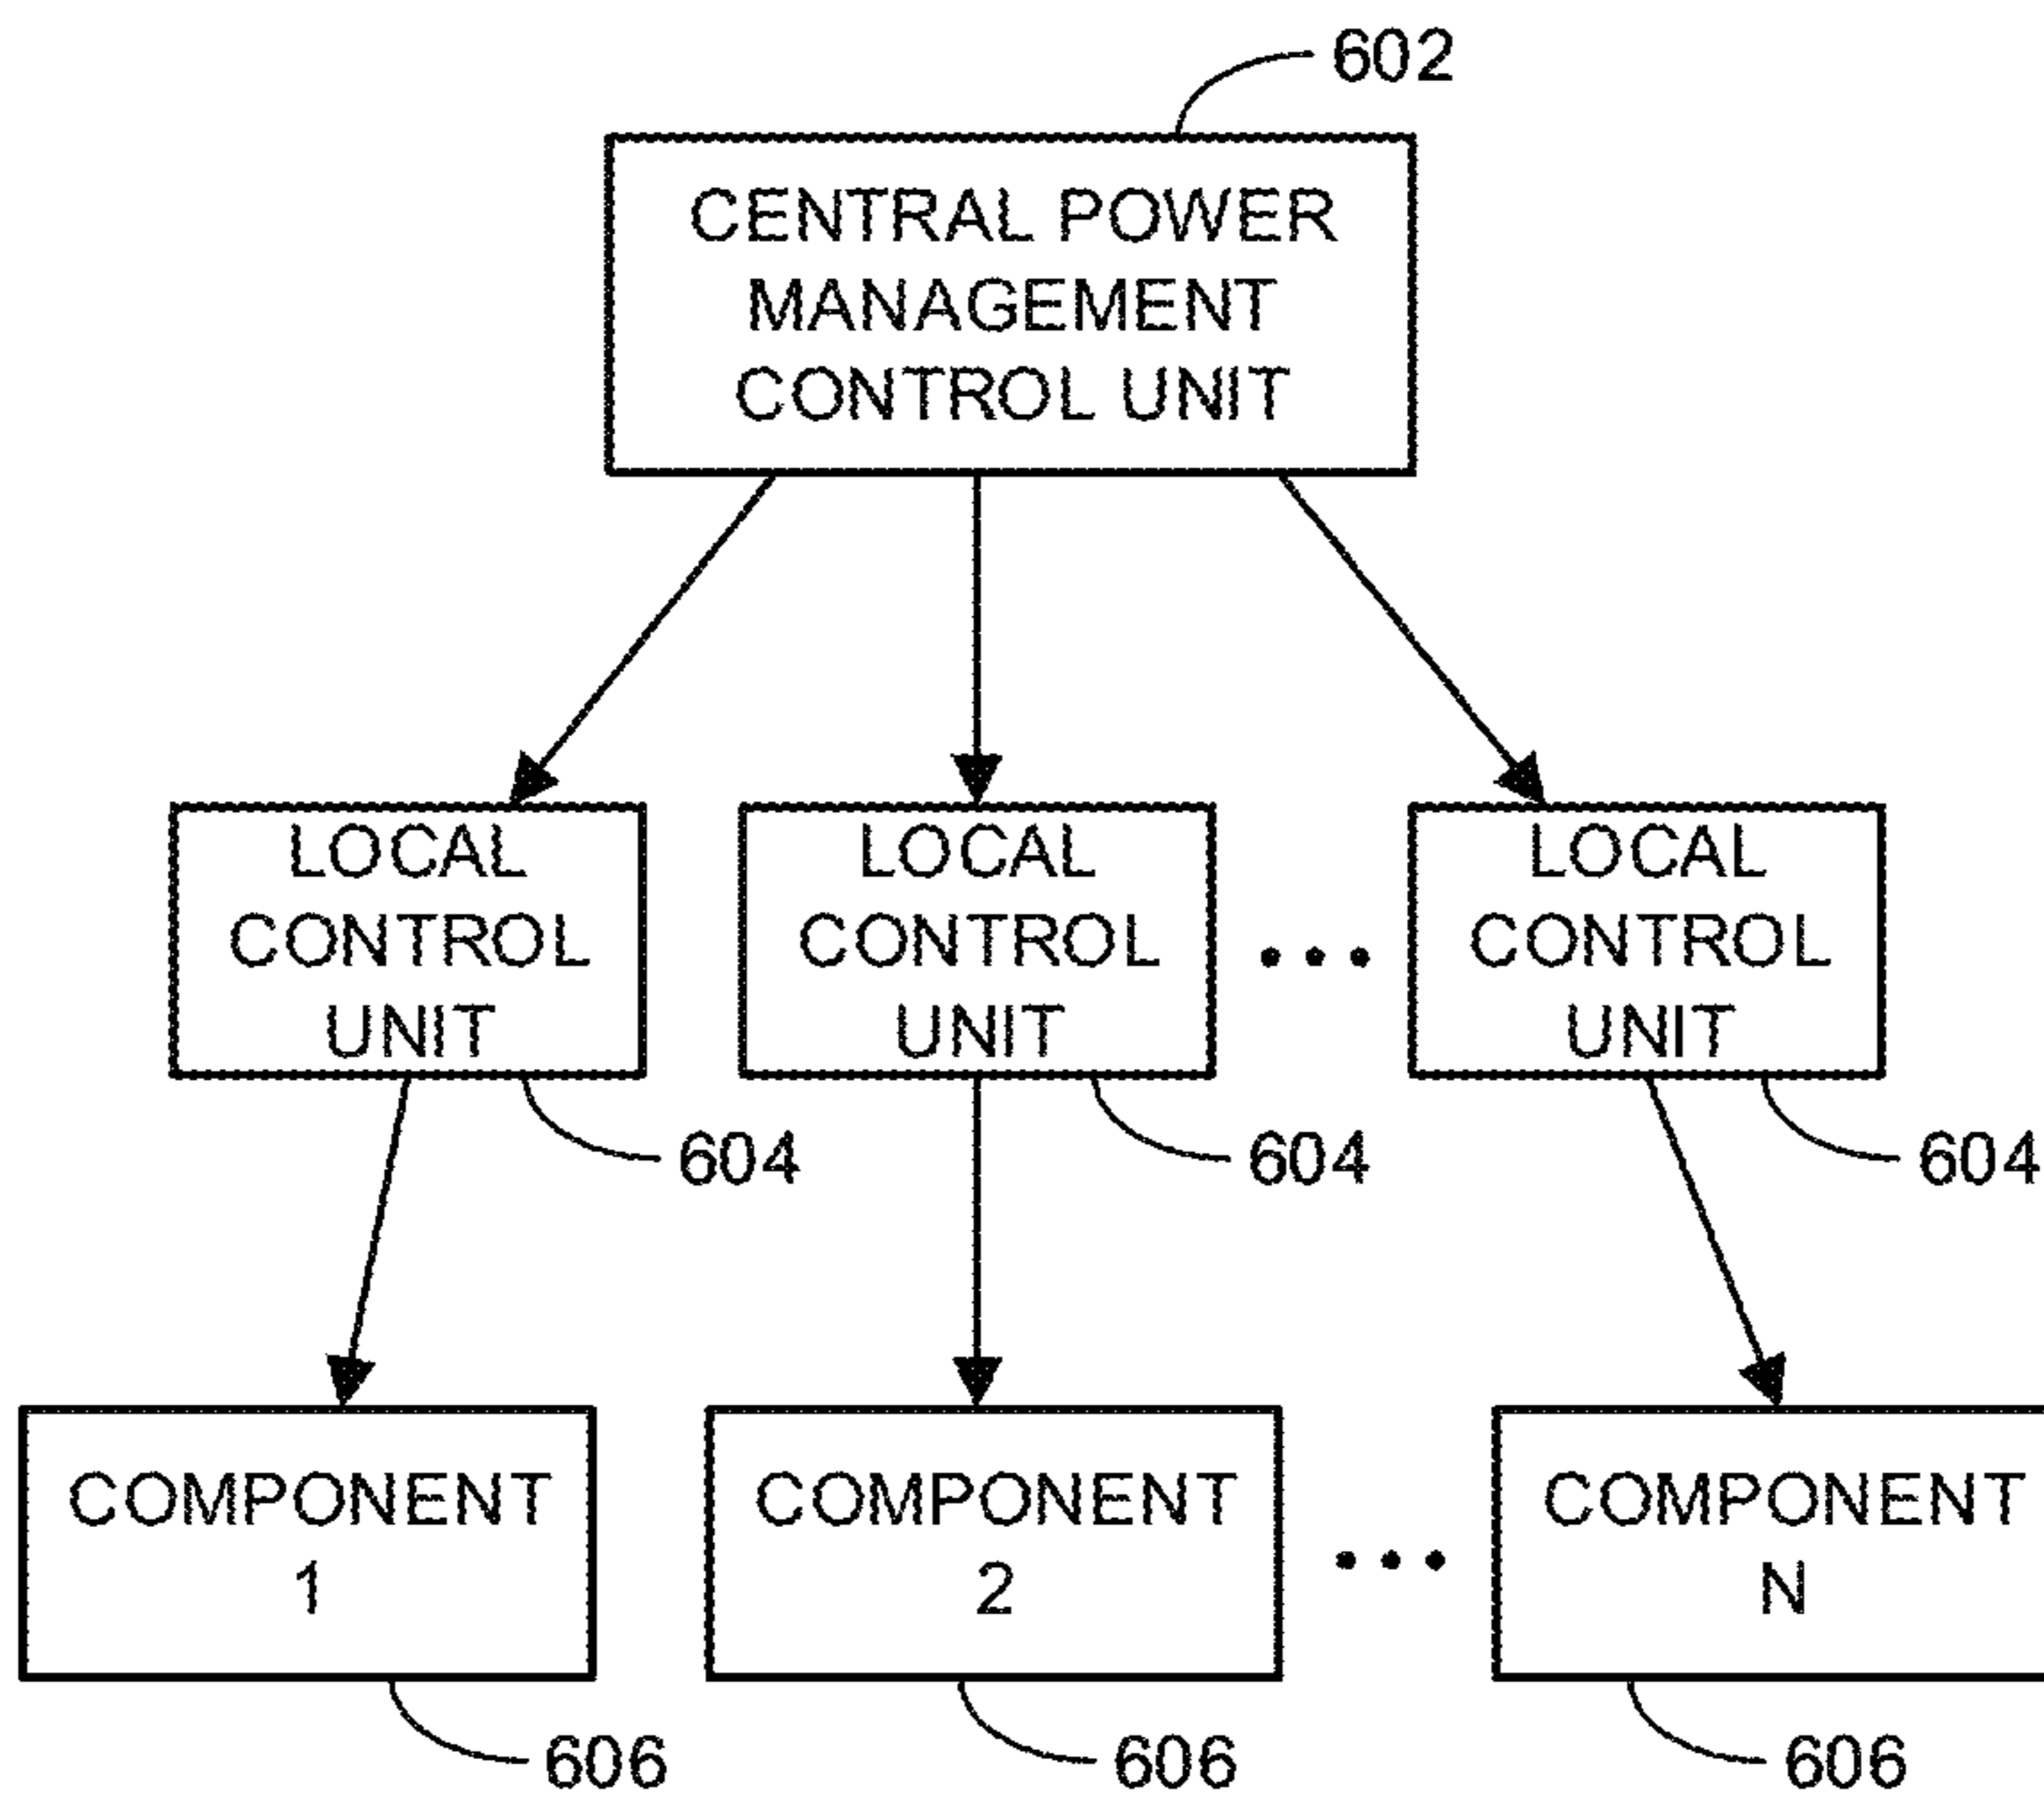 602
CENTRAL POWER
MANAGEMENT
CONTROL UNIT
LOCAL
CONTROL
UNIT
604
LOCAL
CONTROL
UNIT
604
LOCAL
CONTROL
UNIT
604
COMPONENT
1
606
COMPONENT
2
606
COMPONENT
N
606